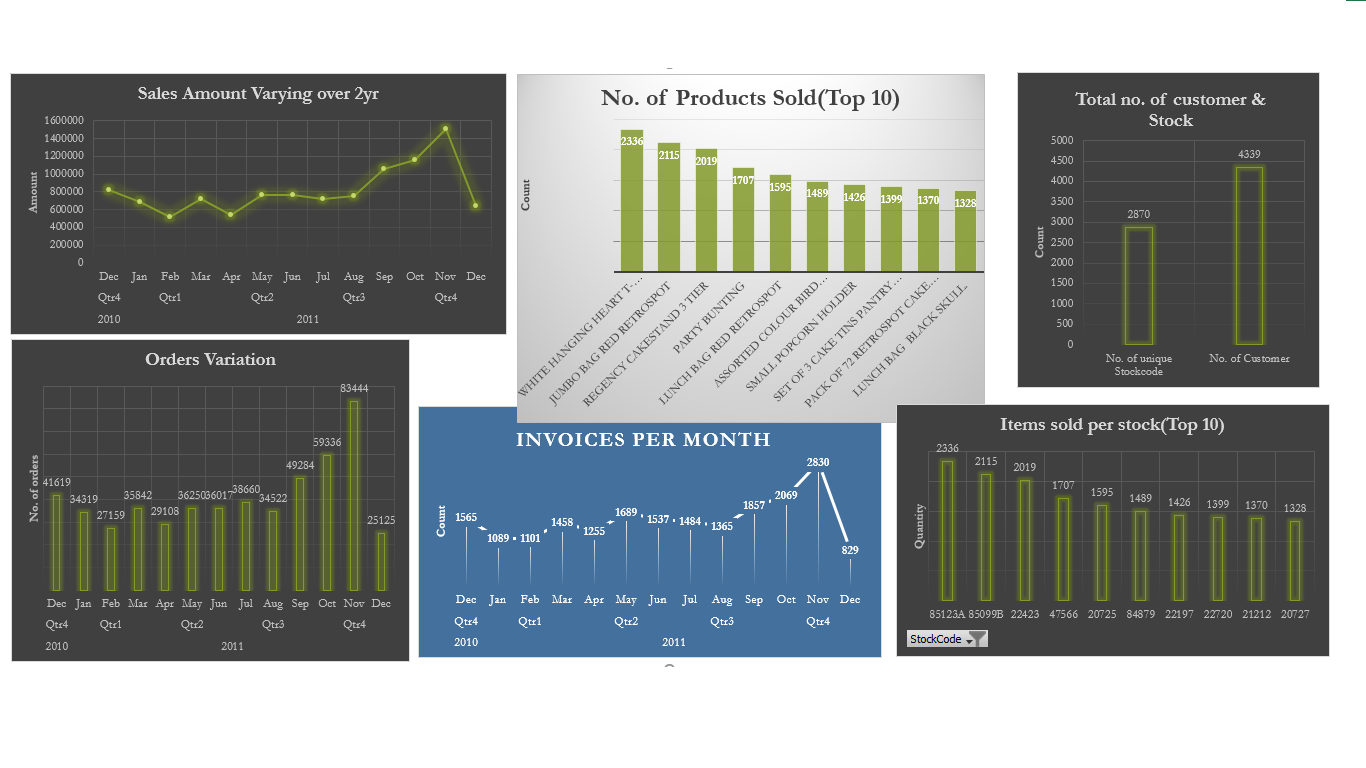 Sales Amount Varying over 2yr
Amount
1600000
1400000
1200000
1000000
800000
600000
400000
200000
0
Dec Jan Feb Mar Apr May Jun Jul Aug Sep Oct Nov Dec
Qtr4 Qtr1 Qtr2 Qtr3 Qtr4
2010 2011
No. of Products Sold(Top 10)
Count
2336 2115 2019 1707 1595 1489 1426 1399 1370 1328
WHITE HANGING HEART T-…
JUMBO BAG RED RETROSPOT
REGENCY CAKESTAND 3 TIER
PARTY BUNTING
LUNCH BAG RED RETROSPOT
ASSORTED COLOUR BIRD…
SMALL POPCORN HOLDER
SET OF 3 CAKE TINS PANTRY…
PACK OF 72 RETROSPOT CAKE…
LUNCH BAG BLACK SKULL.
Total no. of customer &
Stock
Count
5000
4500
4000
3500
3000
2500
2000
1500
1000
500
0
2870 4339
No. of unique
Stockcode
No. of Customer
Orders Variation
No. of orders
41619 34319 27159 35842 29108 36250 36017 38660 34522 49284 59336 83444 25125
Dec Jan Feb Mar Apr May Jun Jul Aug Sep Oct Nov Dec
Qtr4 Qtr1 Qtr2 Qtr3 Qtr4
2010 2011
INVOICES PER MONTH
Count
1565 1089 1101 1458 1255 1689 1537 1484 1365 1857 2069 2830 829
Dec Jan Feb Mar Apr May Jun Jul Aug Sep Oct Nov Dec
Qtr4 Qtr1 Qtr2 Qtr3 Qtr4
2010 2011
Items sold per stock(Top 10)
Quantity
2336 2115 2019 1707 1595 1489 1426 1399 1370 1328
85123A 85099B 22423 47566 20725 84879 22197 22720 21212 20727
StockCode